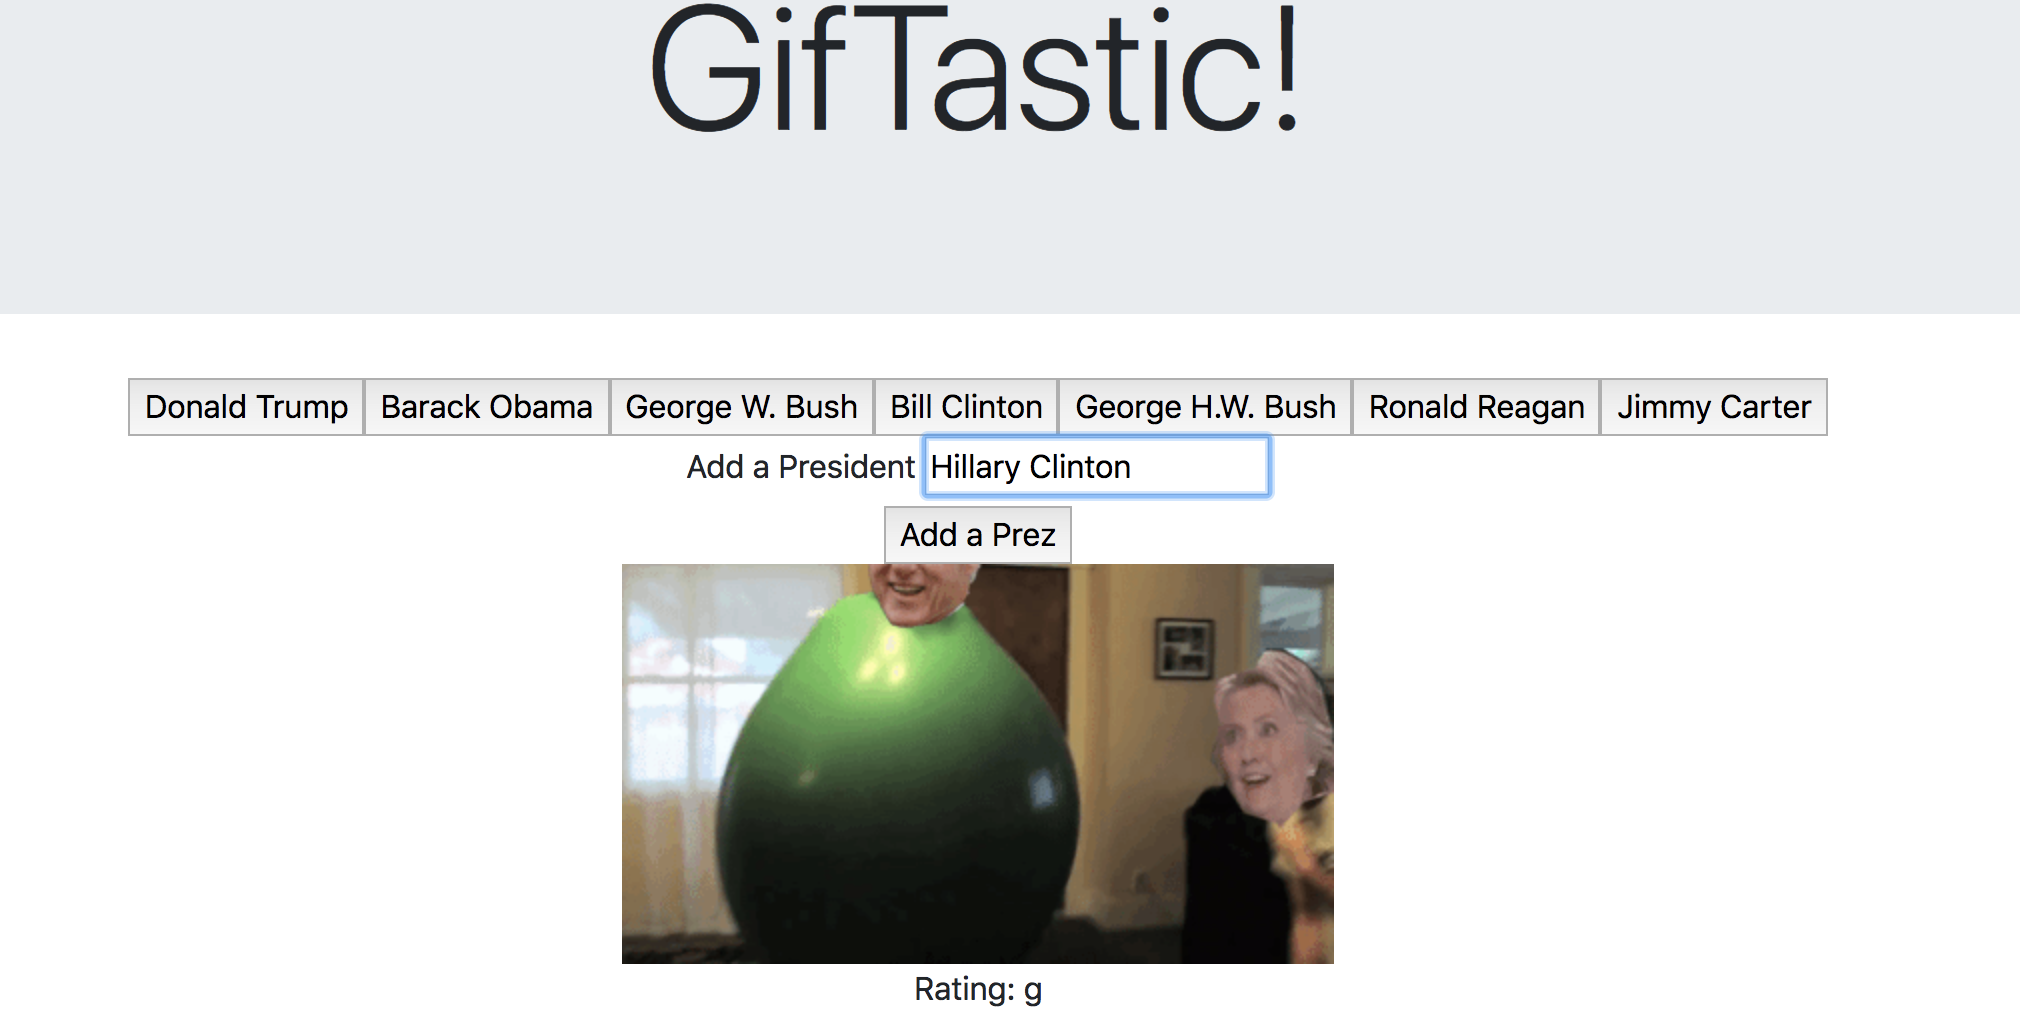 GifTastic!
Donald Trump Barack Obama George W. Bush Bill Clinton George H.W. Bush Ronald Reagan Jimmy Carter
Add a President Hillary Clinton
Add a Prez
Rating: g